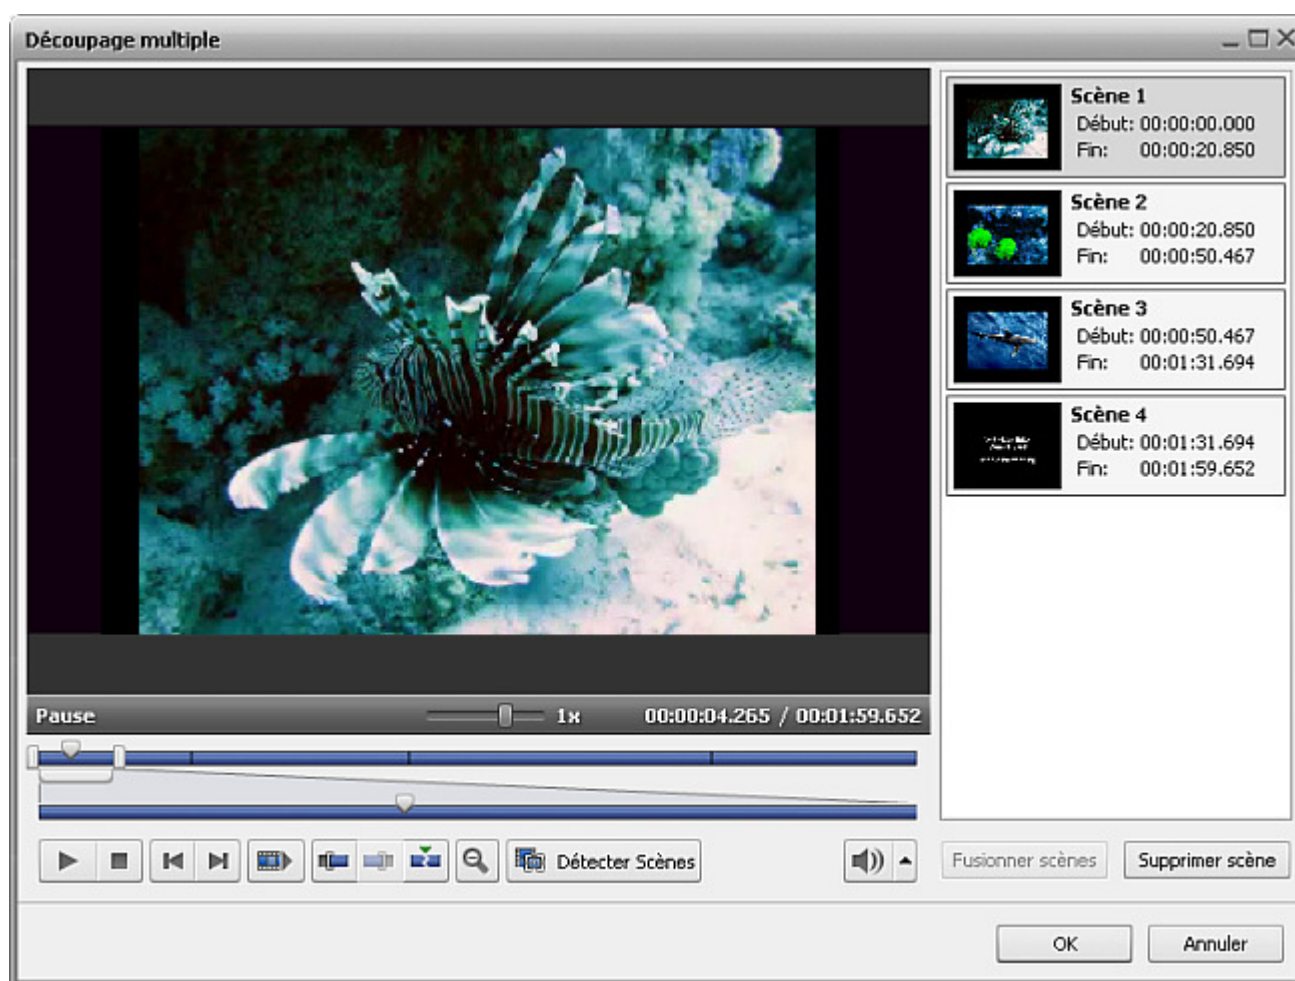 Découpage multiple
Scène 1
Début: 00:00:00.000
Fin: 00:00:20.850
Scène 2
Début: 00:00:20.850
Fin: 00:00:50.467
Scène 3
Début: 00:00:50.467
Fin: 00:01:31.694
Scène 4
Début: 00:01:31.694
Fin: 00:01:59.652
Pause 1x 00:00:04.265 / 00:01:59.652
Détecter Scènes
Fusionner scènes Supprimer scène
OK Annuler